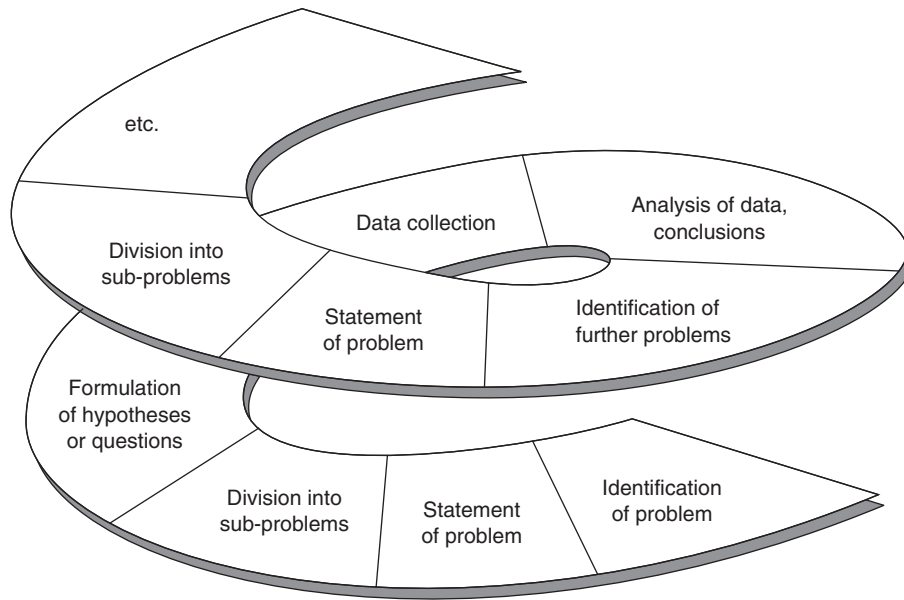 etc.
Data collection
Analysis of data,
conclusions
Division into
sub-problems
Statement
of problem
Identification of
further problems
Formulation
of hypotheses
or questions
Division into
sub-problems
Statement
of problem
Identification
of problem